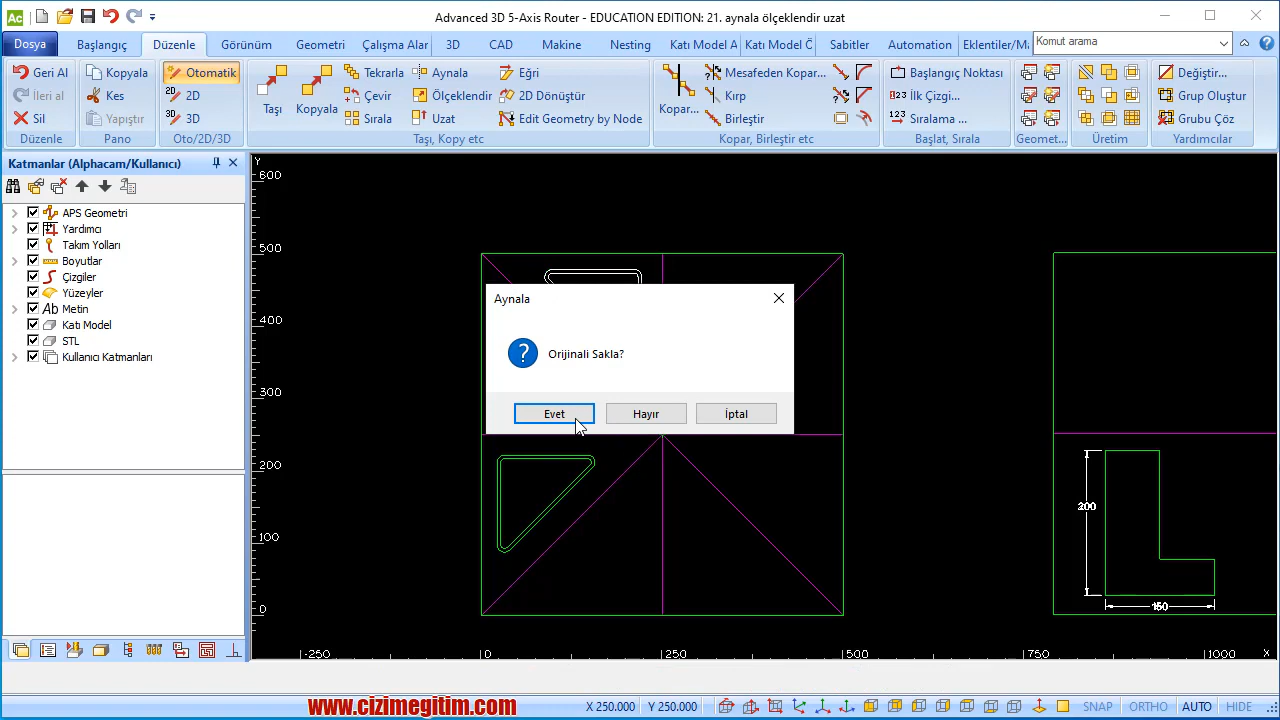 Advanced 3D 5-Axis Router - EDUCATION EDITION: 21. aynala ölçeklendir uzat
Dosya Başlangıç Düzenle Görünüm Geometri Çalışma Alar 3D CAD Makine Nesting Katı Model A Katı Model Ö Sabitler Automation Eklentiler/M Komut arama
Geri Al Kopyala Otomatik Tekrarla Aynala Eğri Mesafeden Kopar... Başlangıç Noktası Değiştir...
İleri al Kes 2D 2D Taşı Kopyala Çevir Ölçeklendir 2D Dönüştür Kopar... Kırp İlk Çizgi... Grup Oluştur
Sil Yapıştır 3D 3D Sırala Uzat Edit Geometry by Node Birleştir 123 Sıralama ... Grubu Çöz
Düzenle Pano Oto/2D/3D Taşı, Kopy etc Kopar, Birleştir etc Başlat, Sırala Geomet... Üretim Yardımcılar
Katmanlar (Alphacam/Kullanıcı)
APS Geometri
Yardımcı
Takım Yolları
Boyutlar
Çizgiler
Yüzeyler
Ab Metin
Katı Model
STL
Kullanıcı Katmanları
Y
600
500
400
300
200
100
0
-250 0 250 500 750 1000 X
Aynala
Orijinali Sakla?
Evet Hayır İptal
200
150
www.cizimegitim.com
X 250.000 Y 250.000 SNAP ORTHO AUTO HIDE